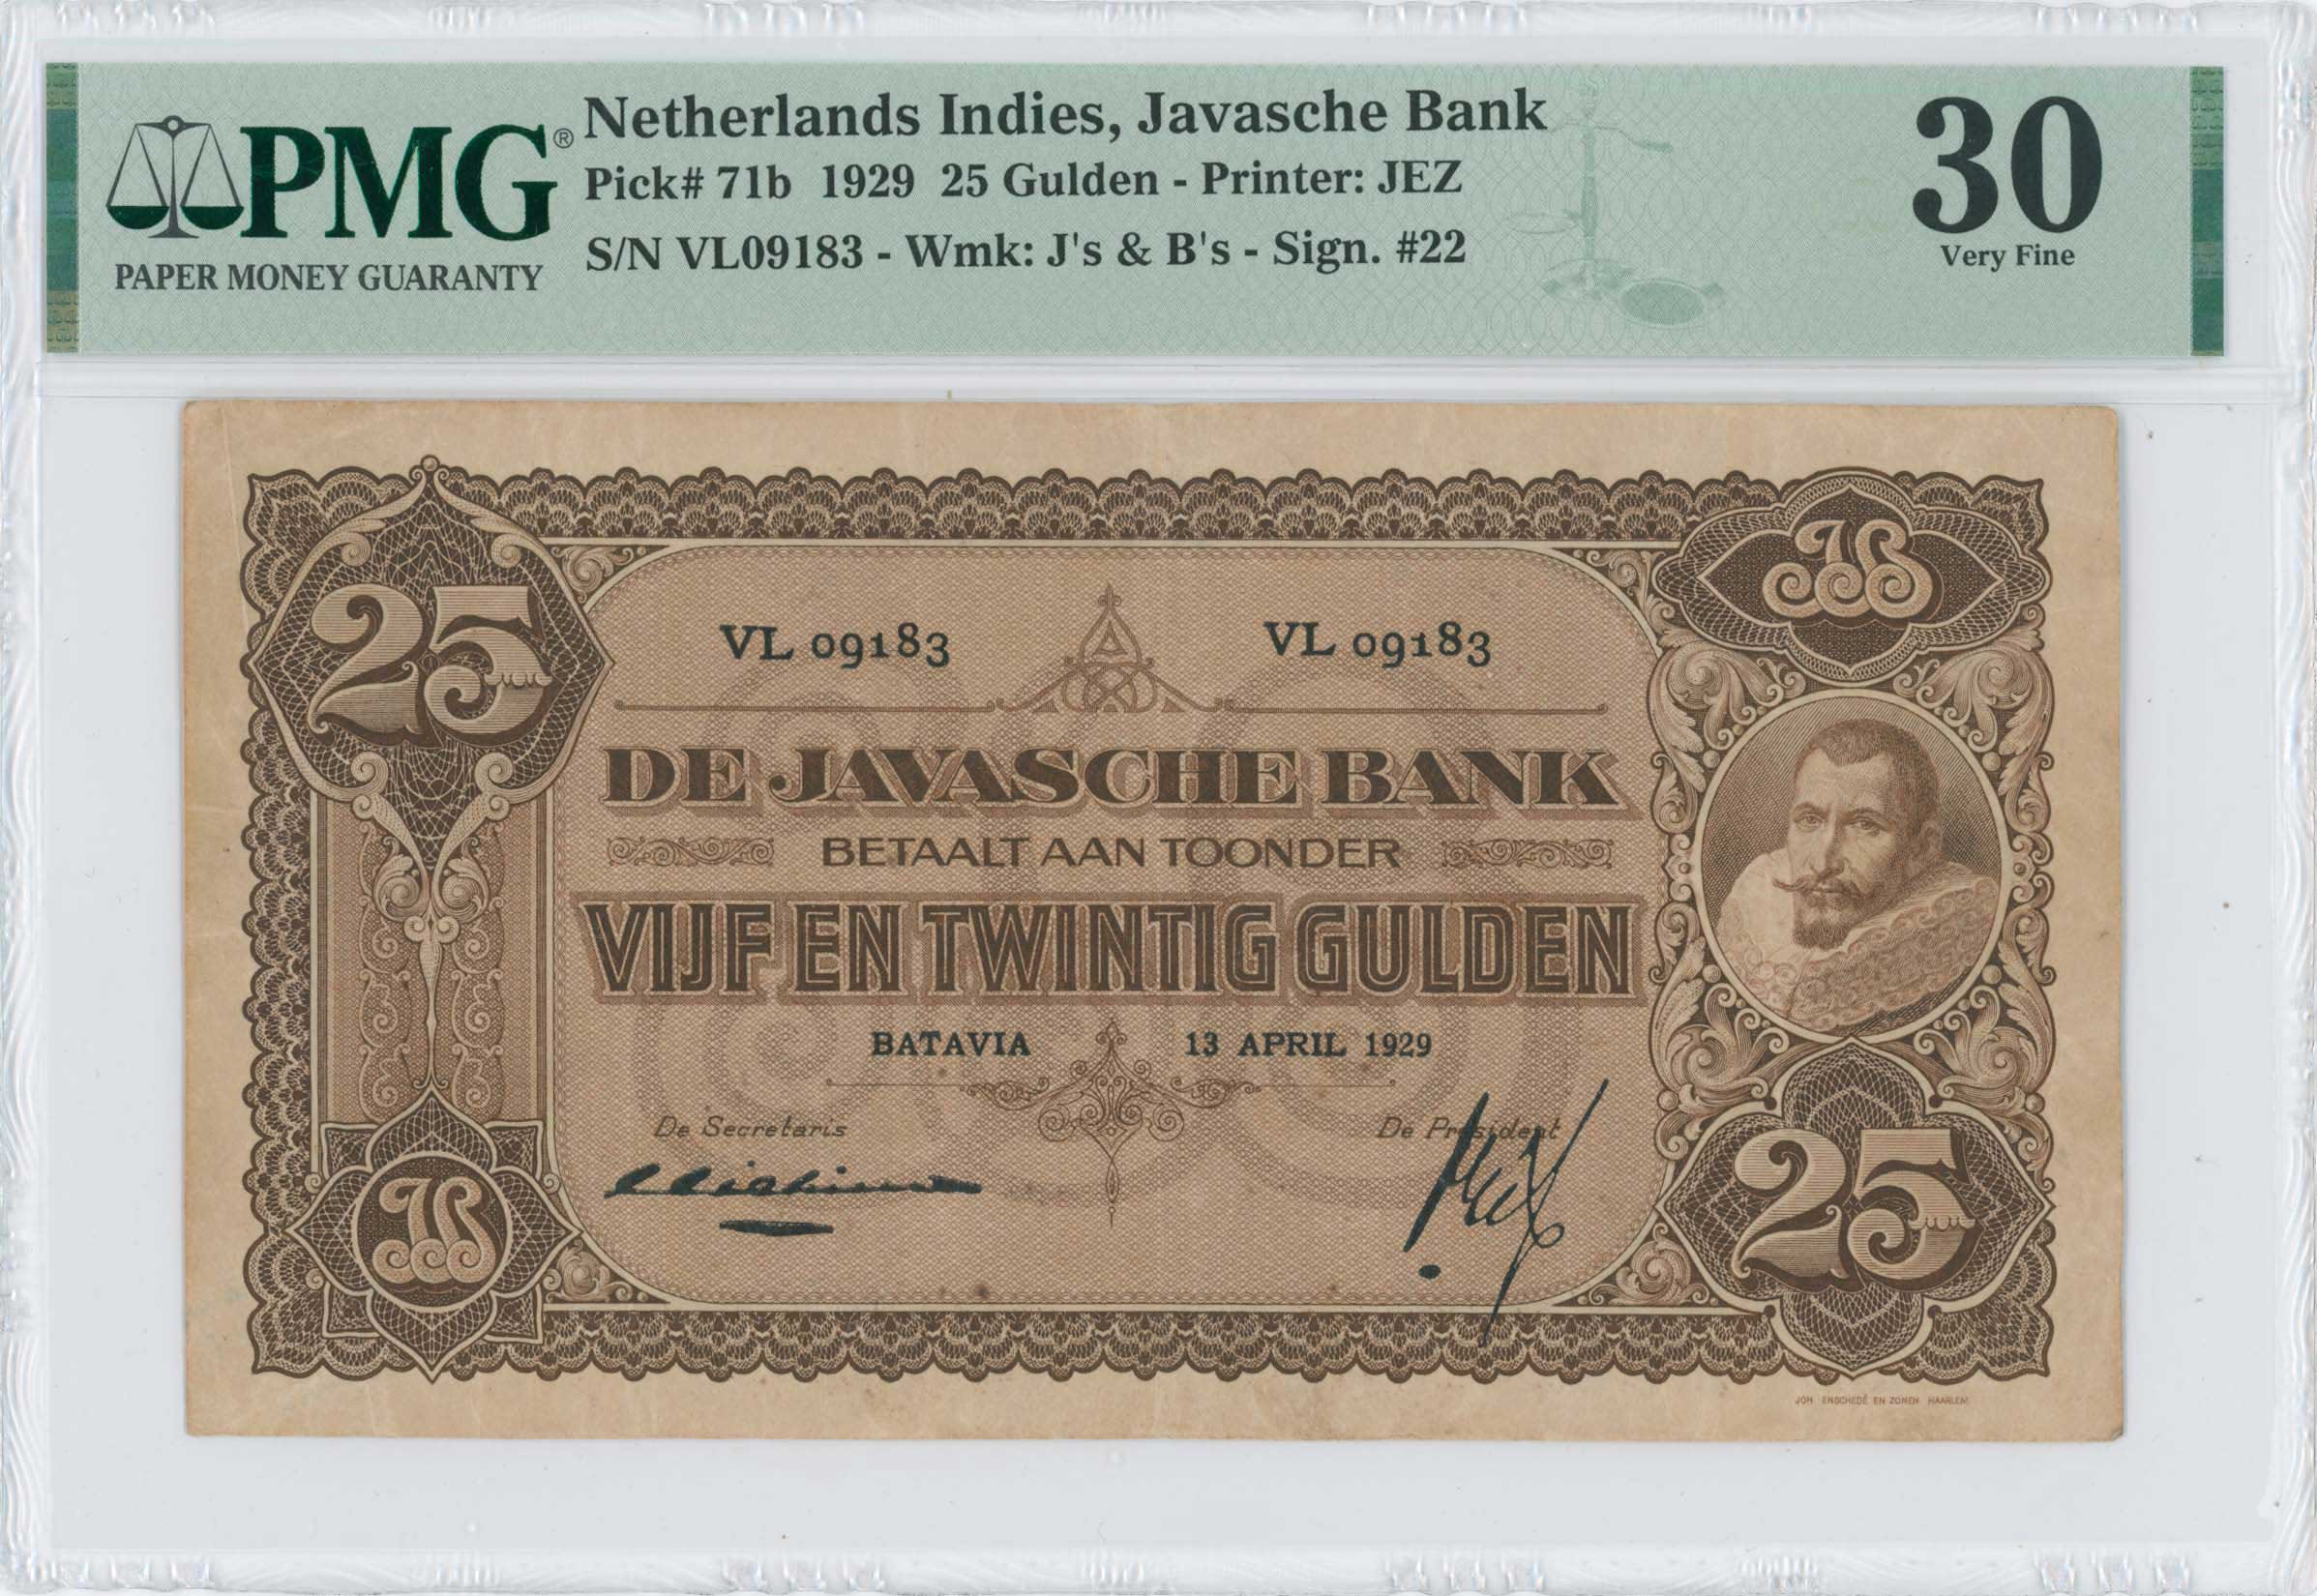 PMG®
PAPER MONEY GUARANTY
Netherlands Indies, Javasche Bank
Pick# 71b 1929 25 Gulden - Printer: JEZ
S/N VL09183 - Wmk: J's & B's - Sign. #22
30
Very Fine
25
JB
VL 09183 VL 09183
DE JAVASCHE BANK
BETAALT AAN TOONDER
VIJF EN TWINTIG GULDEN
BATAVIA 13 APRIL 1929
De Secretaris De President
JB
25
JOH. ENSCHEDÉ EN ZONEN HAARLEM